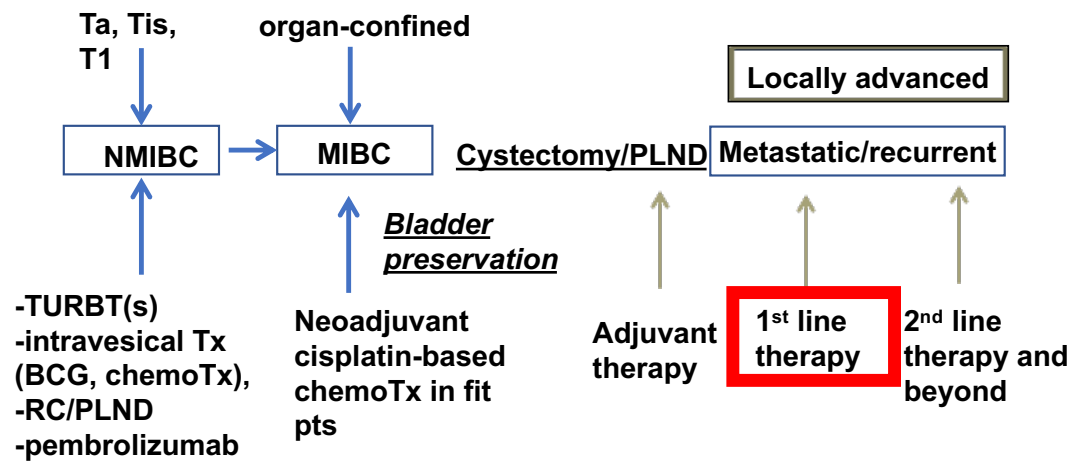 Ta, Tis,
T1
organ-confined
Locally advanced
NMIBC
MIBC
Cystectomy/PLND
Metastatic/recurrent
Bladder
preservation
-TURBT(s)
-intravesical Tx
(BCG, chemoTx),
-RC/PLND
-pembrolizumab
Neoadjuvant
cisplatin-based
chemoTx in fit
pts
Adjuvant
therapy
1st line
therapy
2nd line
therapy and
beyond